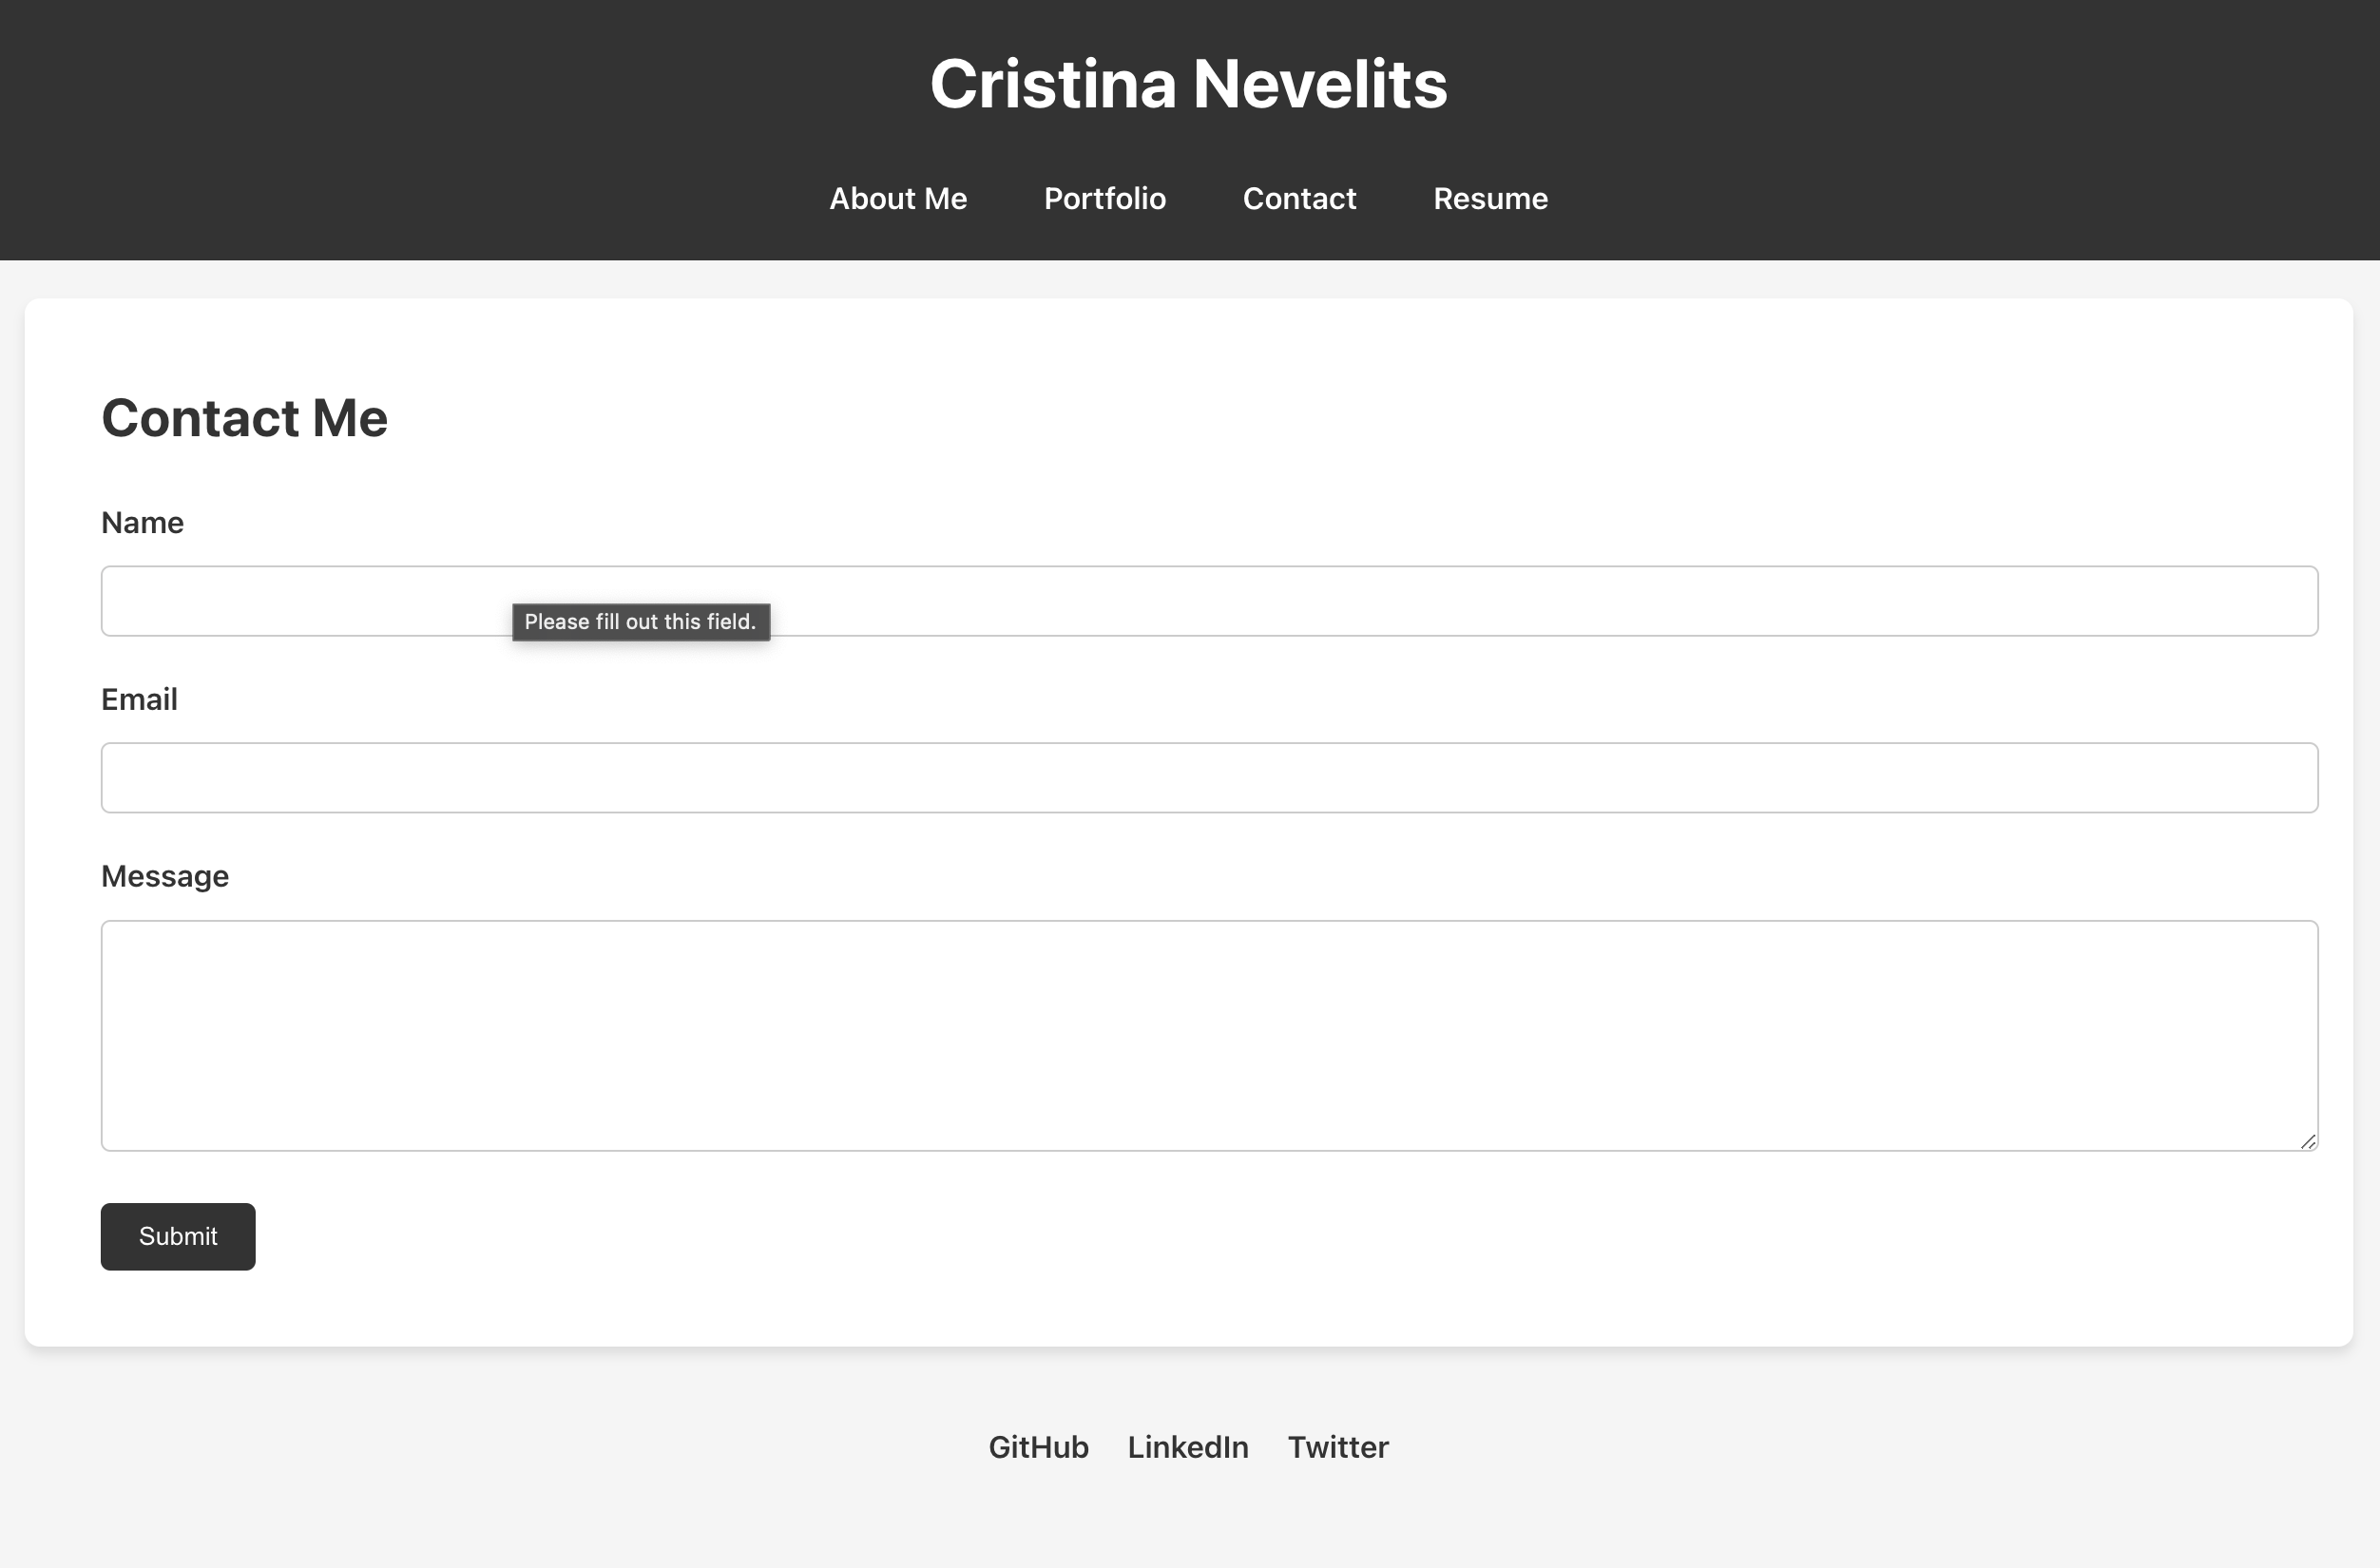 Cristina Nevelits
About Me Portfolio Contact Resume
Contact Me
Name
Please fill out this field.
Email
Message
Submit
GitHub LinkedIn Twitter